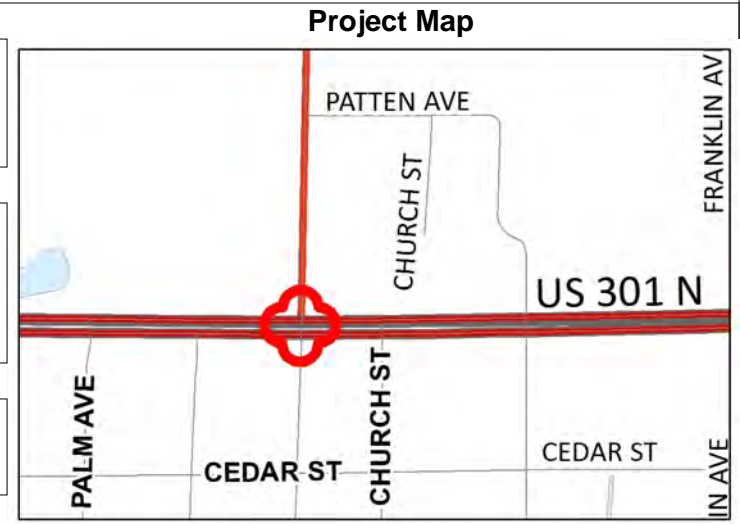 Project Map
FRANKLIN AV
PATTEN AVE
CHURCH ST
US 301 N
PALM AVE
CHURCH ST
CEDAR ST
CEDAR ST
IN AVE